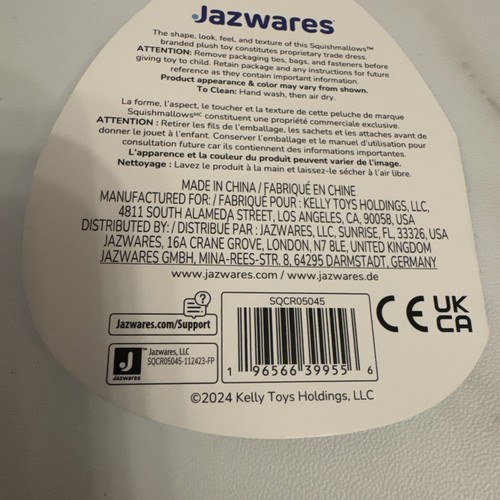 Jazwares
The shape, look, feel, and texture of this Squishmallows™
branded plush toy constitutes proprietary trade dress.
ATTENTION: Remove packaging ties, bags, and fasteners before
giving toy to child. Retain package and any instructions for future
reference as they contain important information.
Product appearance & color may vary from shown.
To Clean: Hand wash, then air dry.
La forme, l'aspect, le toucher et la texture de cette peluche de marque
Squishmallowsᴹᶜ constituent une propriété commerciale exclusive.
ATTENTION : Retirer les fils de l'emballage, les sachets et les attaches avant de
donner le jouet à l'enfant. Conserver l'emballage et le manuel d'utilisation pour
consultation future car ils contiennent des informations importantes.
L'apparence et la couleur du produit peuvent varier de l'image.
Nettoyage : Lavez le produit à la main et laissez-le sécher à l'air libre.
MADE IN CHINA / FABRIQUÉ EN CHINE
MANUFACTURED FOR: / FABRIQUÉ POUR : KELLY TOYS HOLDINGS, LLC,
4811 SOUTH ALAMEDA STREET, LOS ANGELES, CA, 90058, USA
DISTRIBUTED BY: / DISTRIBUÉ PAR : JAZWARES, LLC, SUNRISE, FL, 33326, USA
JAZWARES, 16A CRANE GROVE, LONDON, N7 8LE, UNITED KINGDOM
JAZWARES GMBH, MINA-REES-STR. 8, 64295 DARMSTADT, GERMANY
www.jazwares.com / www.jazwares.de
Jazwares.com/Support
SQCR05045
1 96566 39955 6
CE UK CA
J™ Jazwares, LLC
SQCR05045-112423-FP
JAZWARES
©2024 Kelly Toys Holdings, LLC